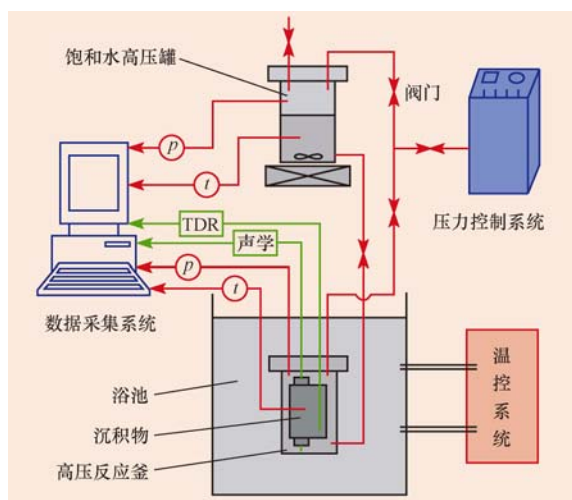 饱和水高压罐
阀门
p
t
TDR
声学
p
t
压力控制系统
数据采集系统
浴池
沉积物
高压反应釜
温控系统